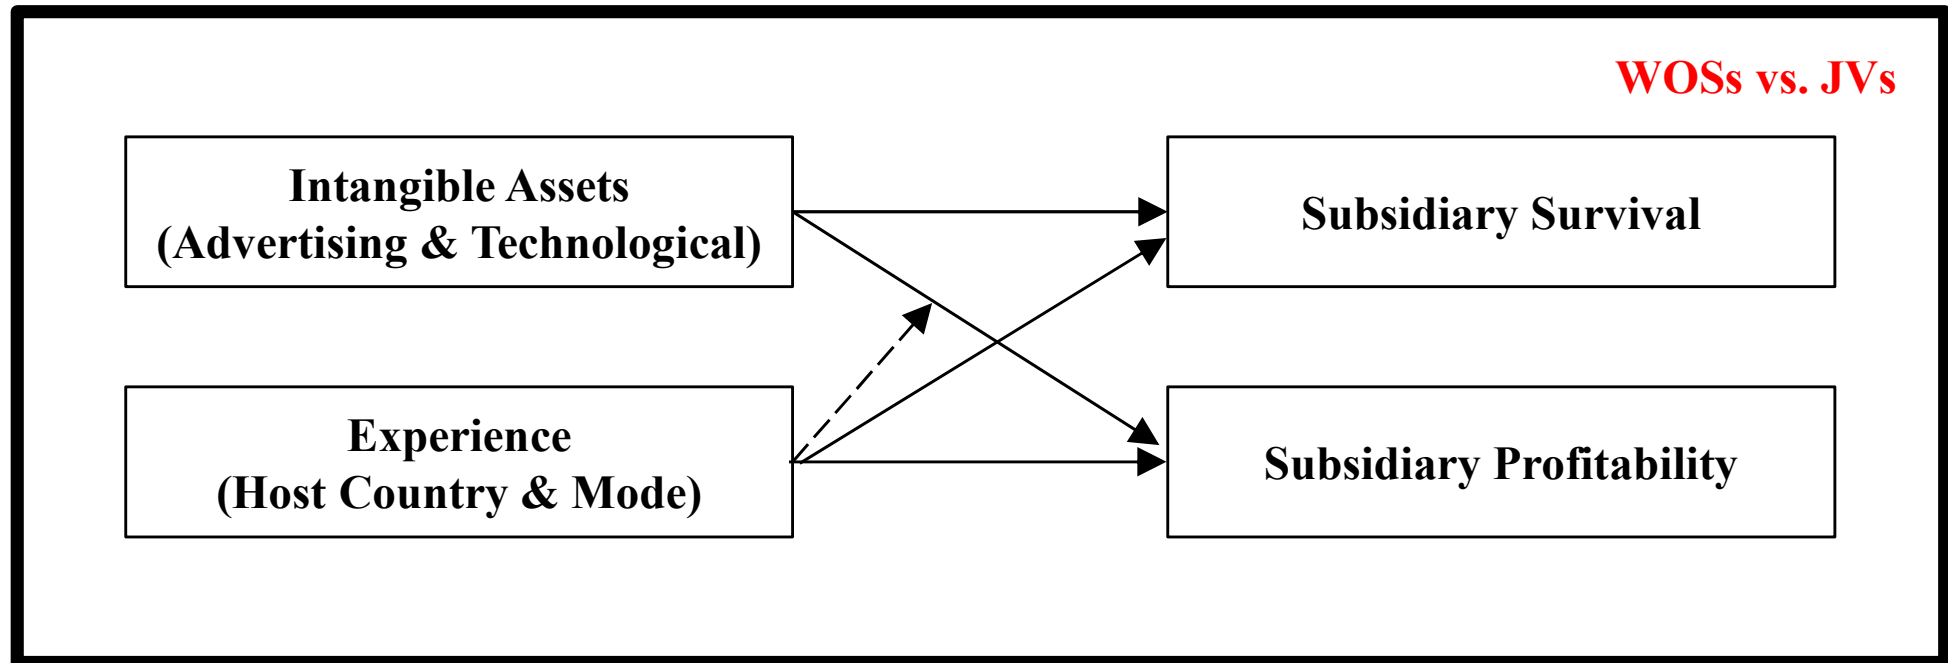 WOSs vs. JVs
Intangible Assets
(Advertising & Technological)
Subsidiary Survival
Experience
(Host Country & Mode)
Subsidiary Profitability